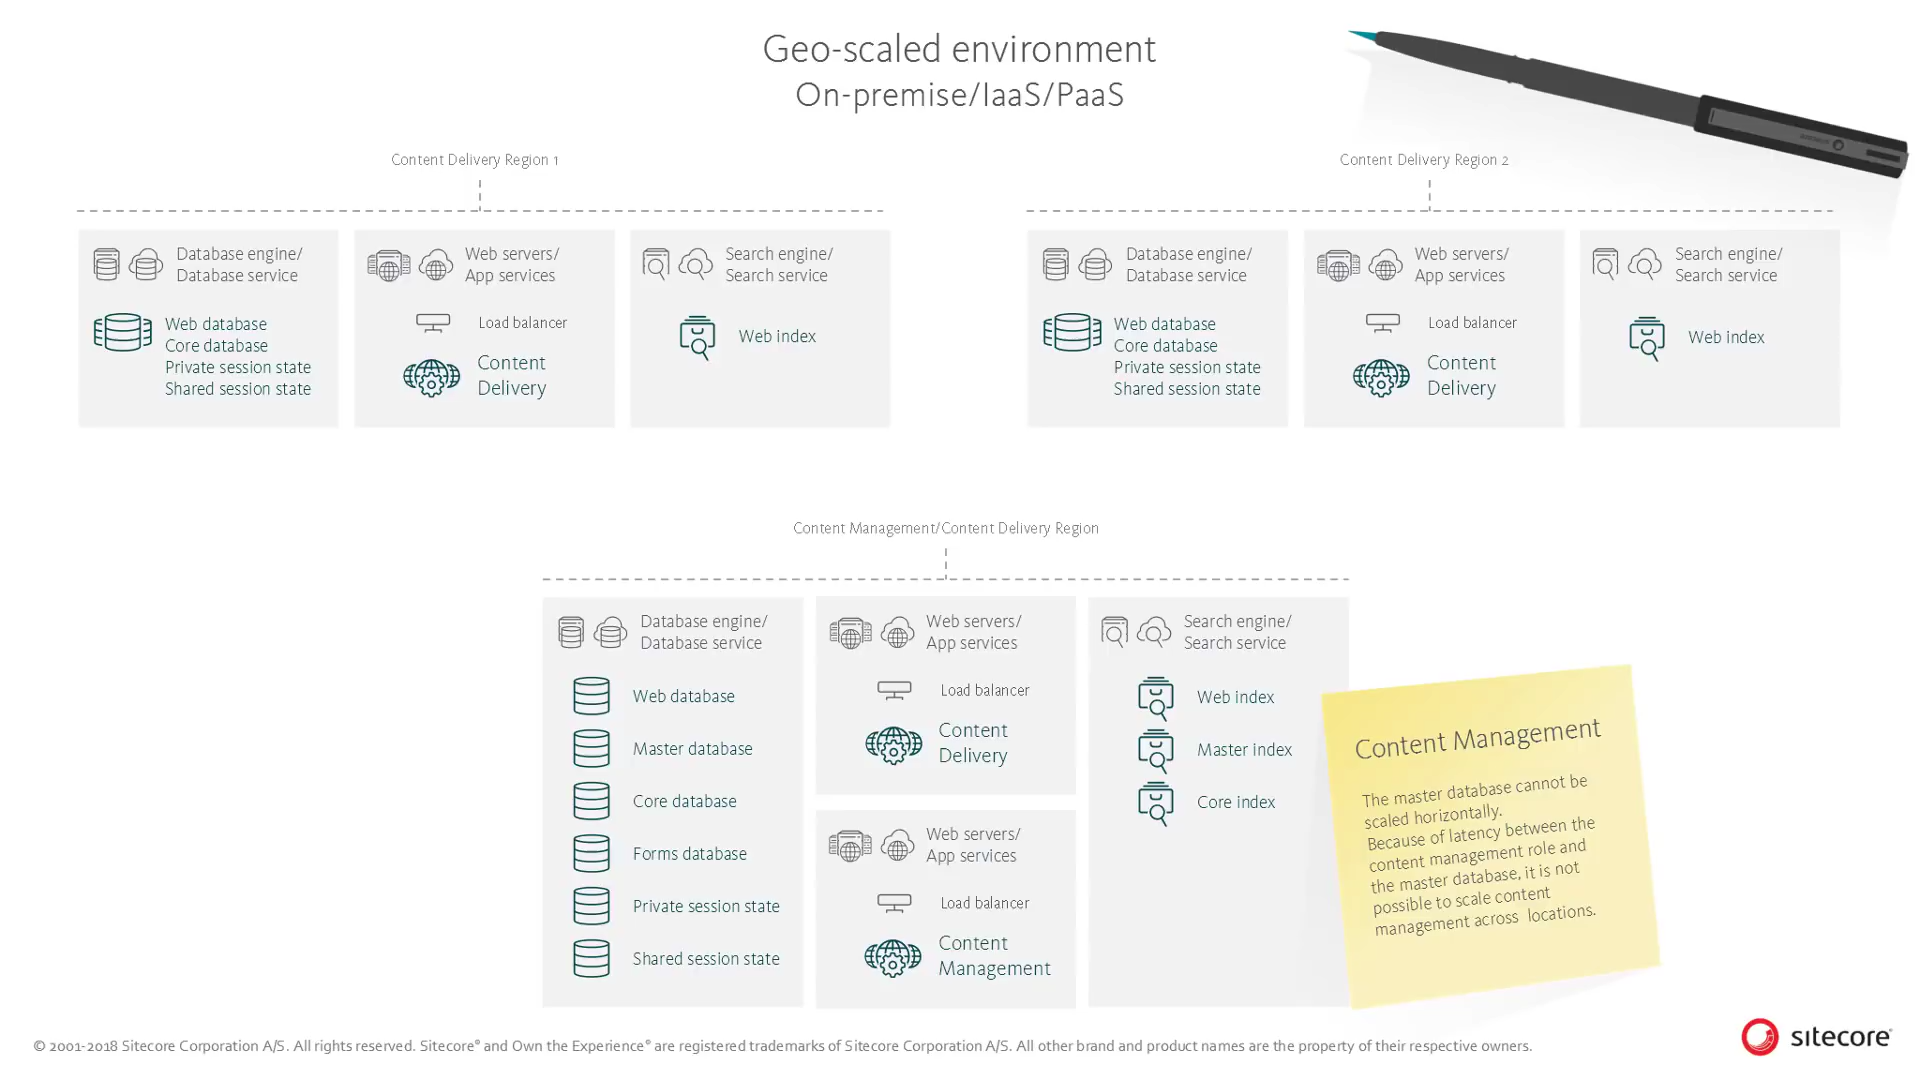 Geo-scaled environment
On-premise/IaaS/PaaS
Content Delivery Region 1
Database engine/
Database service
Web database
Core database
Private session state
Shared session state
Web servers/
App services
Load balancer
Content
Delivery
Search engine/
Search service
Web index
Content Delivery Region 2
Database engine/
Database service
Web database
Core database
Private session state
Shared session state
Web servers/
App services
Load balancer
Content
Delivery
Search engine/
Search service
Web index
Content Management/Content Delivery Region
Database engine/
Database service
Web database
Master database
Core database
Forms database
Private session state
Shared session state
Web servers/
App services
Load balancer
Content
Delivery
Web servers/
App services
Load balancer
Content
Management
Search engine/
Search service
Web index
Master index
Core index
Content Management
The master database cannot be
scaled horizontally.
Because of latency between the
content management role and
the master database, it is not
possible to scale content
management across locations.
© 2001-2018 Sitecore Corporation A/S. All rights reserved. Sitecore® and Own the Experience® are registered trademarks of Sitecore Corporation A/S. All other brand and product names are the property of their respective owners.
sitecore